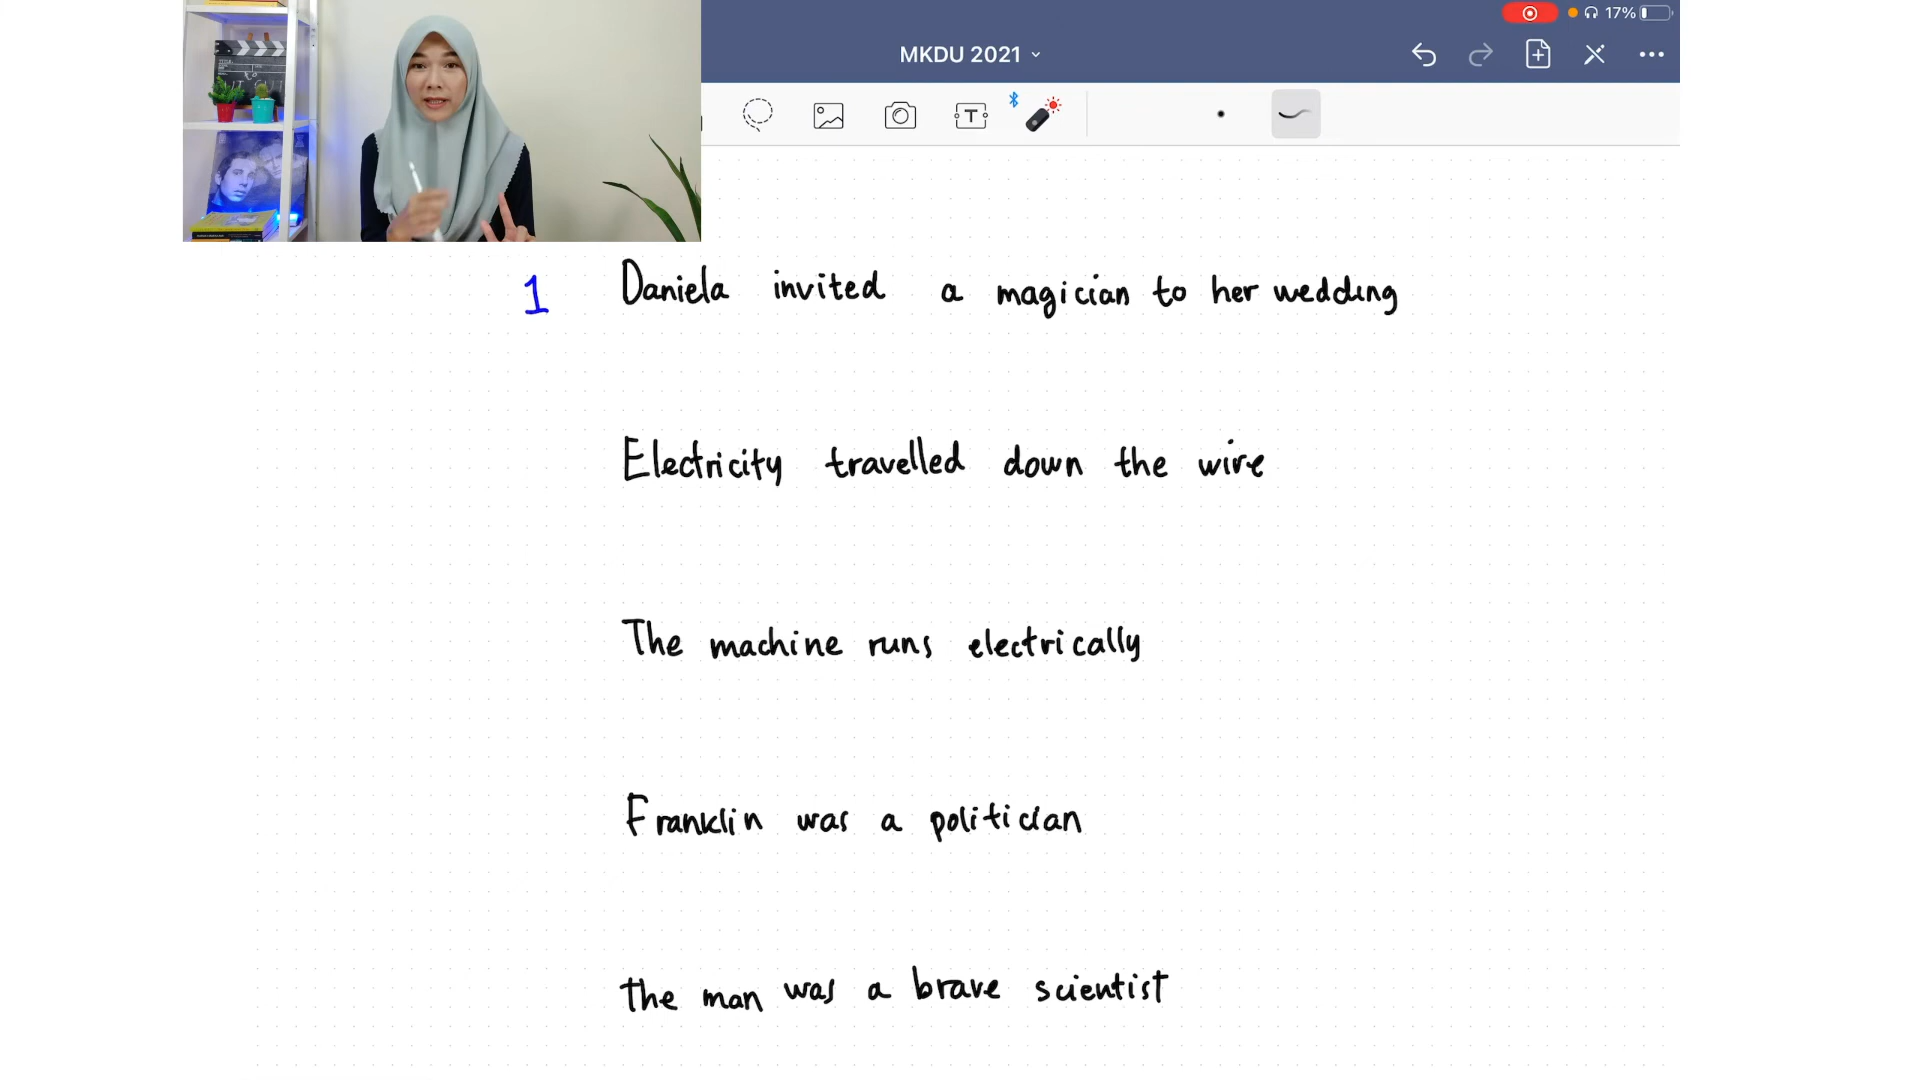 17%
MKDU 2021
T
1 Daniela invited a magician to her wedding
Electricity travelled down the wire
The machine runs electrically
Franklin was a politician
the man was a brave scientist